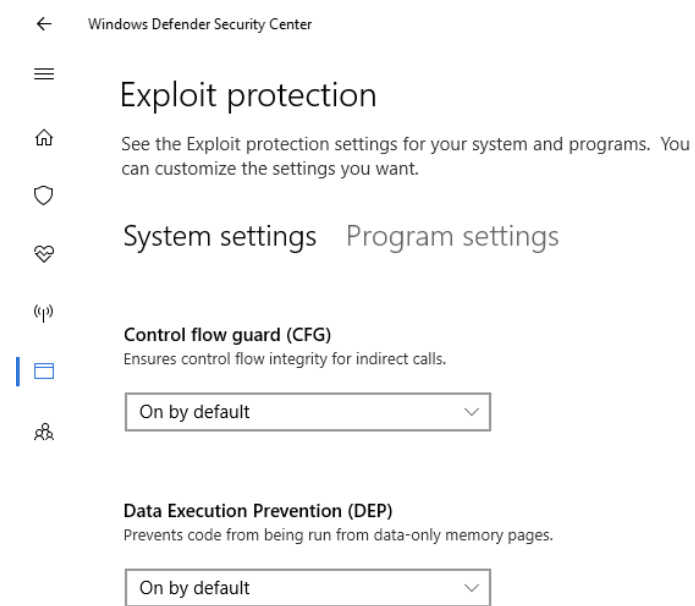 Windows Defender Security Center
Exploit protection
See the Exploit protection settings for your system and programs. You
can customize the settings you want.
System settings Program settings
Control flow guard (CFG)
Ensures control flow integrity for indirect calls.
On by default
Data Execution Prevention (DEP)
Prevents code from being run from data-only memory pages.
On by default